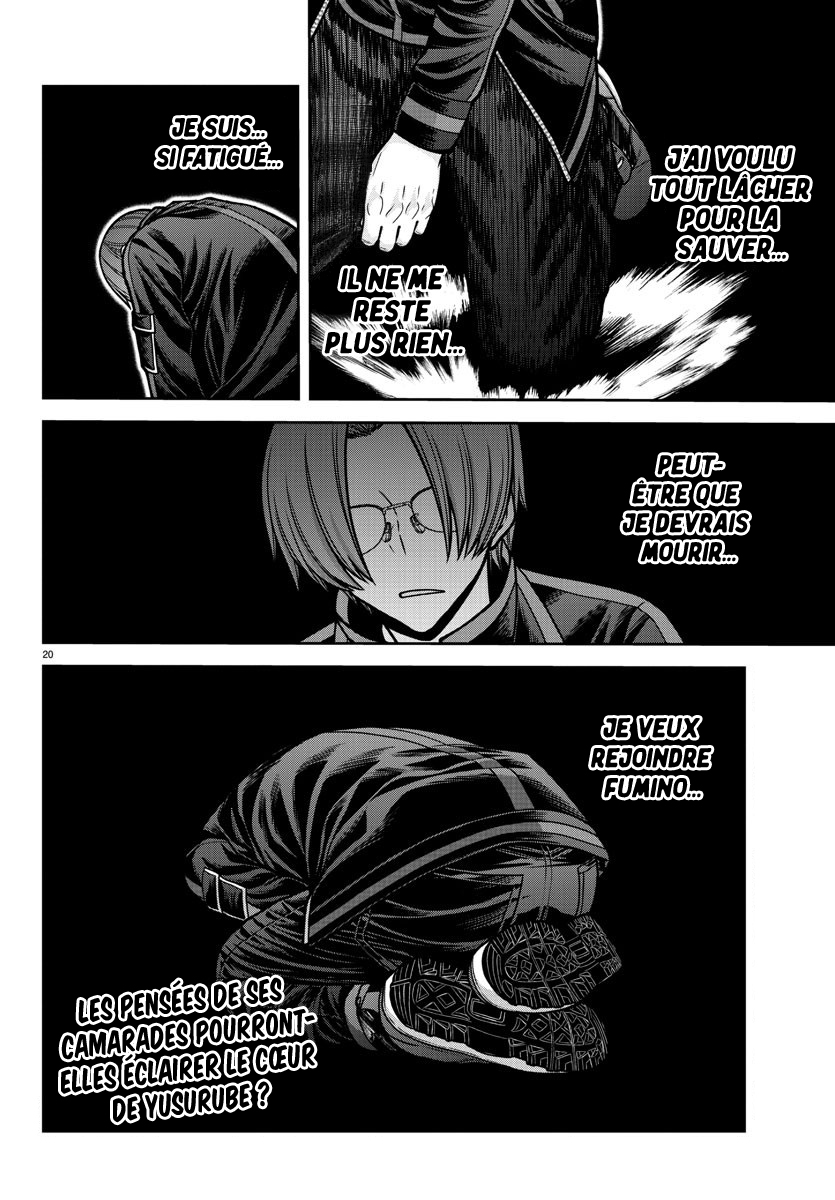 J'AI VOULU
TOUT LÂCHER
POUR LA
SAUVER...
IL NE ME
RESTE
PLUS RIEN...
JE SUIS...
SI FATIGUÉ...
PEUT-
ÊTRE QUE
JE DEVRAIS
MOURIR...
20
JE VEUX
REJOINDRE
FUMINO...
LES PENSÉES DE SES
CAMARADES POURRONT-
ELLES ÉCLAIRER LE CŒUR
DE YUSURUBE ?